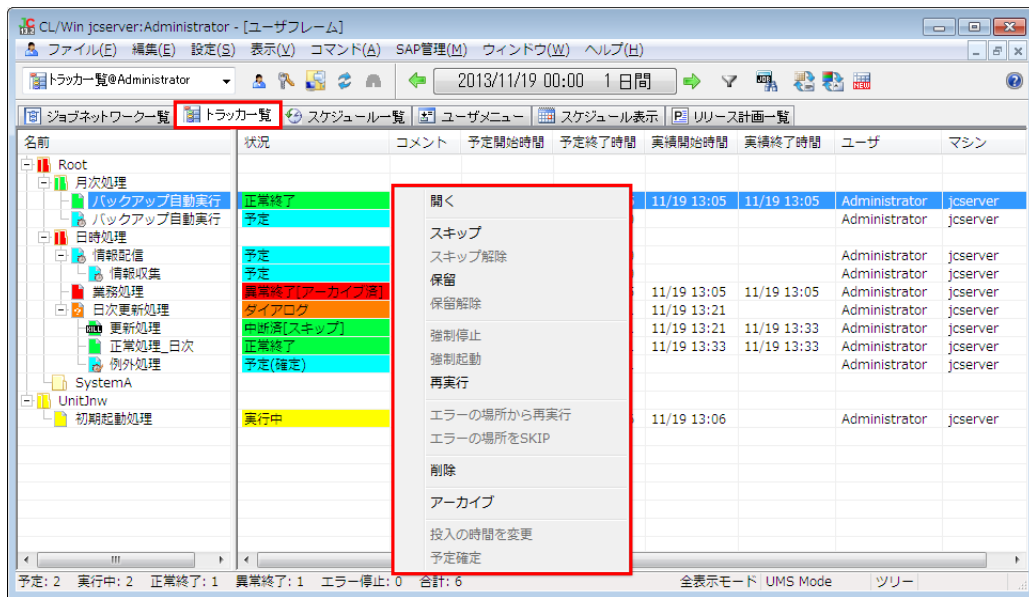 CL/Win jcserver:Administrator - [ユーザフレーム]
ファイル(F) 編集(E) 設定(S) 表示(V) コマンド(A) SAP管理(M) ウィンドウ(W) ヘルプ(H)
トラッカー覧@Administrator 2013/11/19 00:00 1 日間
ジョブネットワーク一覧 トラッカ一覧 スケジュール一覧 ユーザメニュー スケジュール表示 リリース計画一覧
名前 状況 コメント 予定開始時間 予定終了時間 実績開始時間 実績終了時間 ユーザ マシン
Root
月次処理
バックアップ自動実行 正常終了 11/19 13:05 11/19 13:05 Administrator jcserver
バックアップ自動実行 予定 Administrator jcserver
日時処理
情報配信 予定 Administrator jcserver
情報収集 予定 Administrator jcserver
業務処理 異常終了[アーカイブ済] 11/19 13:05 11/19 13:05 Administrator jcserver
日次更新処理 ダイアログ 11/19 13:21 Administrator jcserver
更新処理 中断済[スキップ] 11/19 13:21 11/19 13:33 Administrator jcserver
正常処理_日次 正常終了 11/19 13:33 11/19 13:33 Administrator jcserver
例外処理 予定(確定) Administrator jcserver
SystemA
UnitJnw
初期起動処理 実行中 11/19 13:06 Administrator jcserver
開く
スキップ
スキップ解除
保留
保留解除
強制停止
強制起動
再実行
エラーの場所から再実行
エラーの場所をSKIP
削除
アーカイブ
投入の時間を変更
予定確定
予定: 2 実行中: 2 正常終了: 1 異常終了: 1 エラー停止: 0 合計: 6 全表示モード UMS Mode ツリー